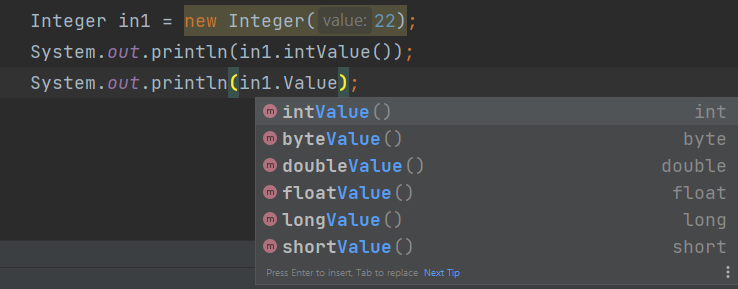 Integer in1 = new Integer( value: 22);
System.out.println(in1.intValue());
System.out.println(in1.Value);
m intValue() int
m byteValue() byte
m doubleValue() double
m floatValue() float
m longValue() long
m shortValue() short
Press Enter to insert, Tab to replace Next Tip